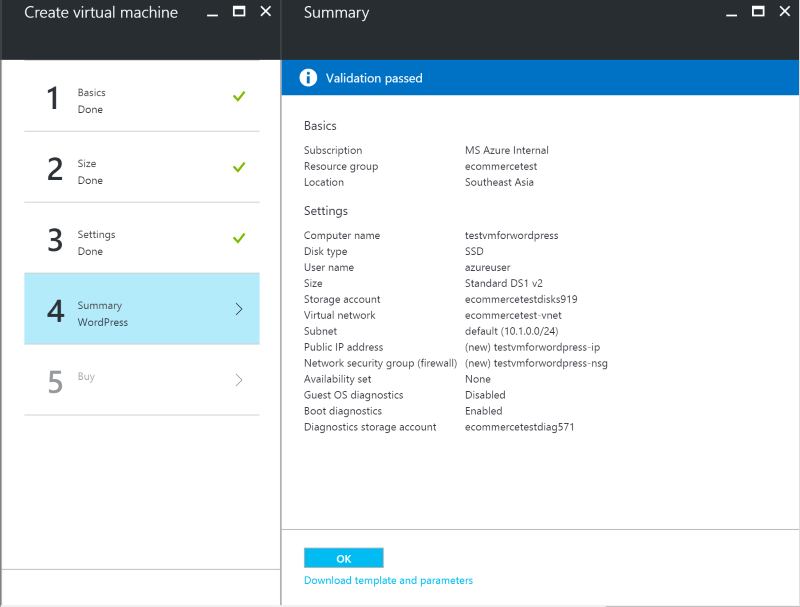 Create virtual machine
1
Basics
Done
2
Size
Done
3
Settings
Done
4
Summary
WordPress
5
Buy
Summary
Validation passed
Basics
Subscription MS Azure Internal
Resource group ecommercetest
Location Southeast Asia
Settings
Computer name testvmforwordpress
Disk type SSD
User name azureuser
Size Standard DS1 v2
Storage account ecommercetestdisks919
Virtual network ecommercetest-vnet
Subnet default (10.1.0.0/24)
Public IP address (new) testvmforwordpress-ip
Network security group (firewall) (new) testvmforwordpress-nsg
Availability set None
Guest OS diagnostics Disabled
Boot diagnostics Enabled
Diagnostics storage account ecommercetestdiag571
OK
Download template and parameters